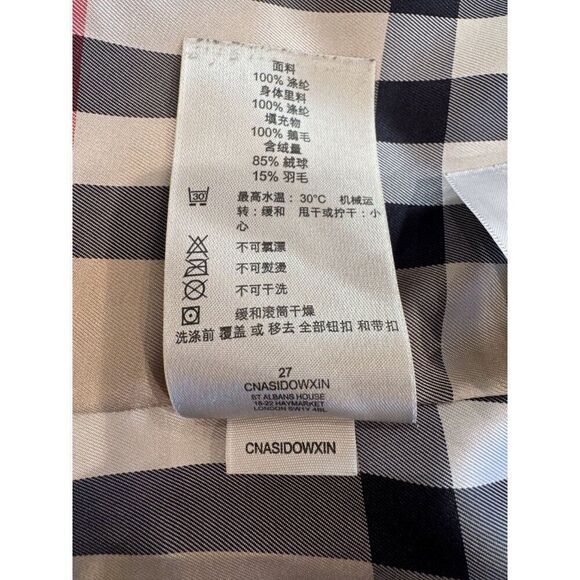 面料
100% 涤纶
身体里料
100% 涤纶
填充物
100% 鹅毛
含绒量
85% 絨球
15% 羽毛
30
最高水温：30°C 机械运
转：缓和 甩干或拧干：小
心
不可氯漂
不可熨烫
不可干洗
缓和滚筒干燥
洗涤前 覆盖 或 移去 全部钮扣 和 带扣
27
CNASIDOWXIN
ST ALBANS HOUSE
16-22 HAYMARKET
LONDON SW1Y 4BL
CNASIDOWXIN